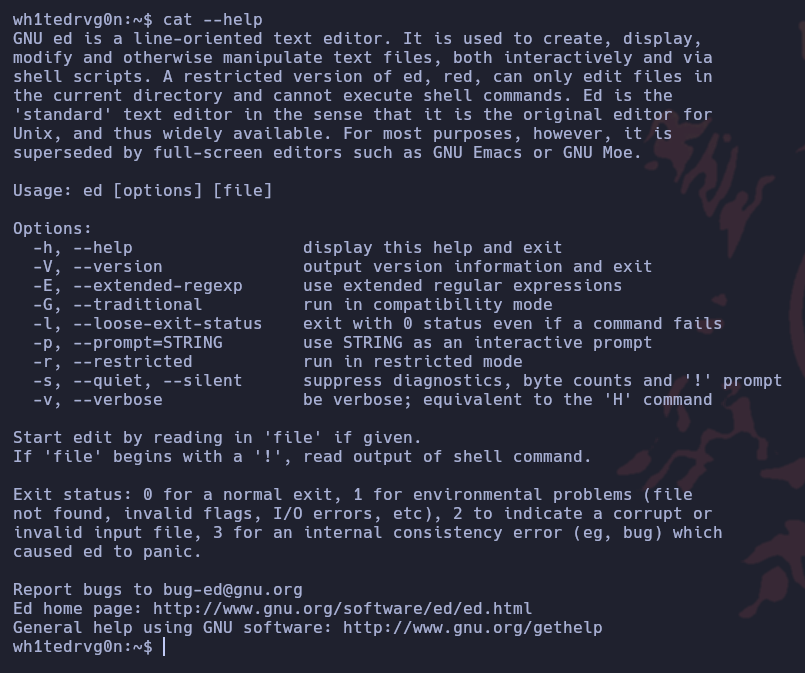 wh1tedrvg0n:~$ cat --help
GNU ed is a line-oriented text editor. It is used to create, display,
modify and otherwise manipulate text files, both interactively and via
shell scripts. A restricted version of ed, red, can only edit files in
the current directory and cannot execute shell commands. Ed is the
'standard' text editor in the sense that it is the original editor for
Unix, and thus widely available. For most purposes, however, it is
superseded by full-screen editors such as GNU Emacs or GNU Moe.

Usage: ed [options] [file]

Options:
  -h, --help                 display this help and exit
  -V, --version              output version information and exit
  -E, --extended-regexp      use extended regular expressions
  -G, --traditional          run in compatibility mode
  -l, --loose-exit-status    exit with 0 status even if a command fails
  -p, --prompt=STRING        use STRING as an interactive prompt
  -r, --restricted           run in restricted mode
  -s, --quiet, --silent      suppress diagnostics, byte counts and '!' prompt
  -v, --verbose              be verbose; equivalent to the 'H' command

Start edit by reading in 'file' if given.
If 'file' begins with a '!', read output of shell command.

Exit status: 0 for a normal exit, 1 for environmental problems (file
not found, invalid flags, I/O errors, etc), 2 to indicate a corrupt or
invalid input file, 3 for an internal consistency error (eg, bug) which
caused ed to panic.

Report bugs to bug-ed@gnu.org
Ed home page: http://www.gnu.org/software/ed/ed.html
General help using GNU software: http://www.gnu.org/gethelp
wh1tedrvg0n:~$